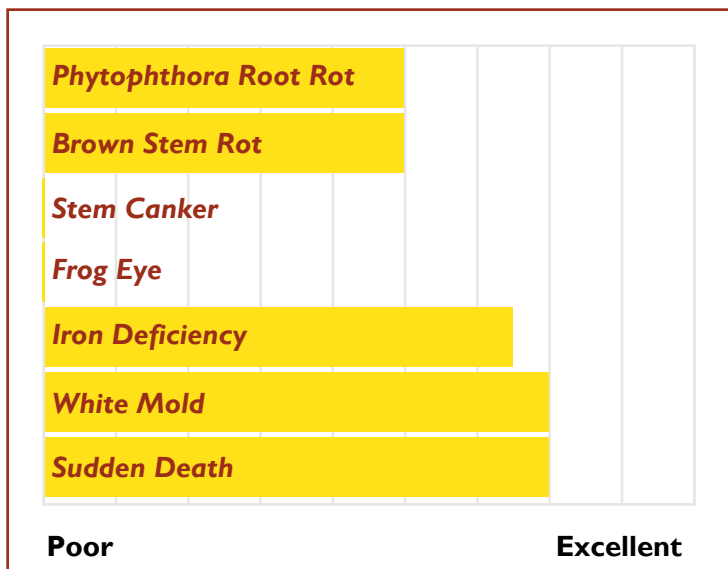 Phytophthora Root Rot
Brown Stem Rot
Stem Canker
Frog Eye
Iron Deficiency
White Mold
Sudden Death
Poor Excellent